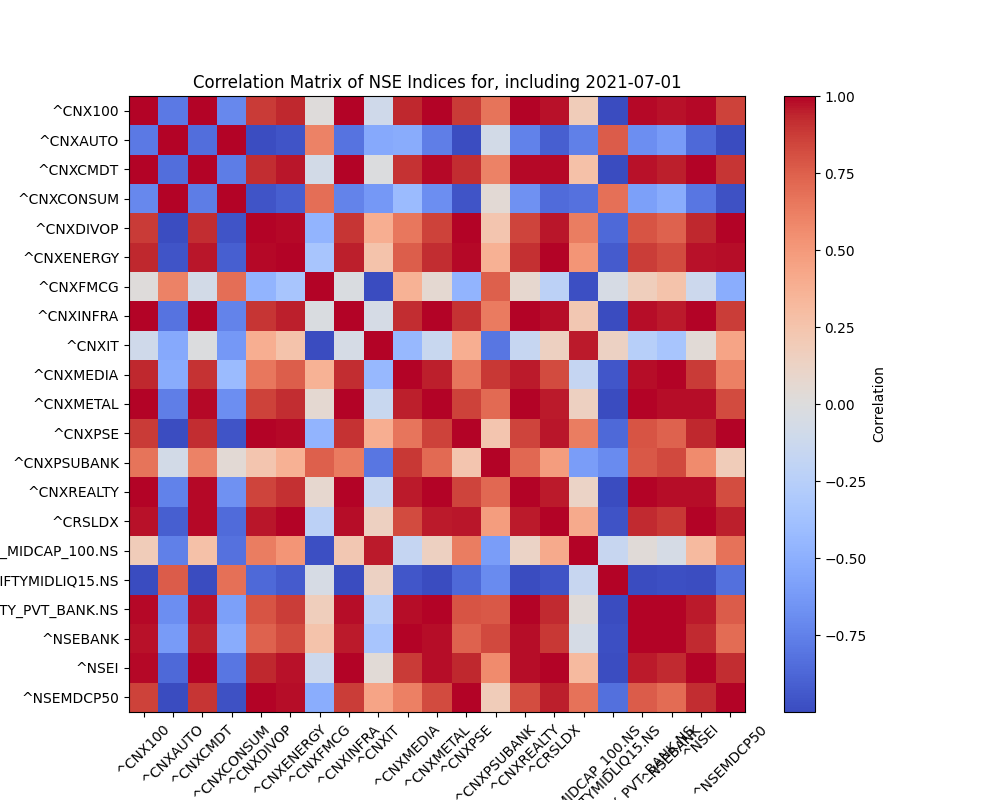 Correlation Matrix of NSE Indices for, including 2021-07-01
^CNX100
^CNXAUTO
^CNXCMDT
^CNXCONSUM
^CNXDIVOP
^CNXENERGY
^CNXFMCG
^CNXINFRA
^CNXIT
^CNXMEDIA
^CNXMETAL
^CNXPSE
^CNXPSUBANK
^CNXREALTY
^CRSLDX
_MIDCAP_100.NS
IFTYMIDLIQ15.NS
TY_PVT_BANK.NS
^NSEBANK
^NSEI
^NSEMDCP50
^CNX100
^CNXAUTO
^CNXCMDT
^CNXCONSUM
^CNXDIVOP
^CNXENERGY
^CNXFMCG
^CNXINFRA
^CNXIT
^CNXMEDIA
^CNXMETAL
^CNXPSE
^CNXPSUBANK
^CNXREALTY
^CRSLDX
MIDCAP_100.NS
TYMIDLIQ15.NS
_PVT_BANK.NS
^NSEBANK
^NSEI
^NSEMDCP50
1.00
0.75
0.50
0.25
0.00
−0.25
−0.50
−0.75
Correlation